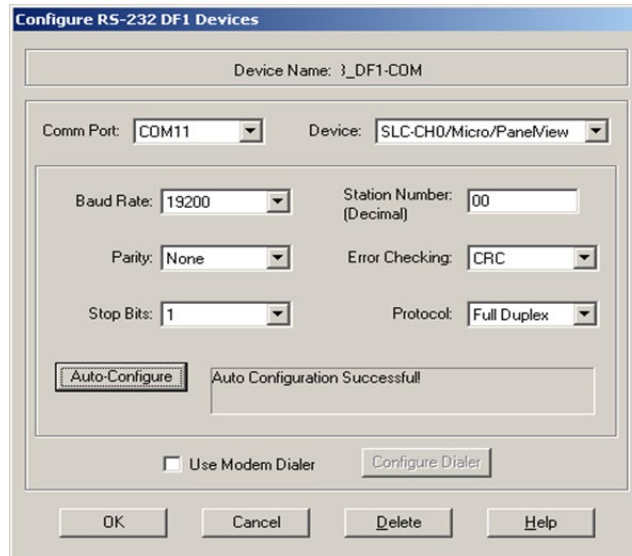 Configure RS-232 DF1 Devices
Device Name: 3_DF1-COM
Comm Port: COM11 Device: SLC-CH0/Micro/PanelView
Baud Rate: 19200 Station Number: 00
(Decimal)
Parity: None Error Checking: CRC
Stop Bits: 1 Protocol: Full Duplex
Auto-Configure Auto Configuration Successful!
Use Modem Dialer Configure Dialer
OK Cancel Delete Help